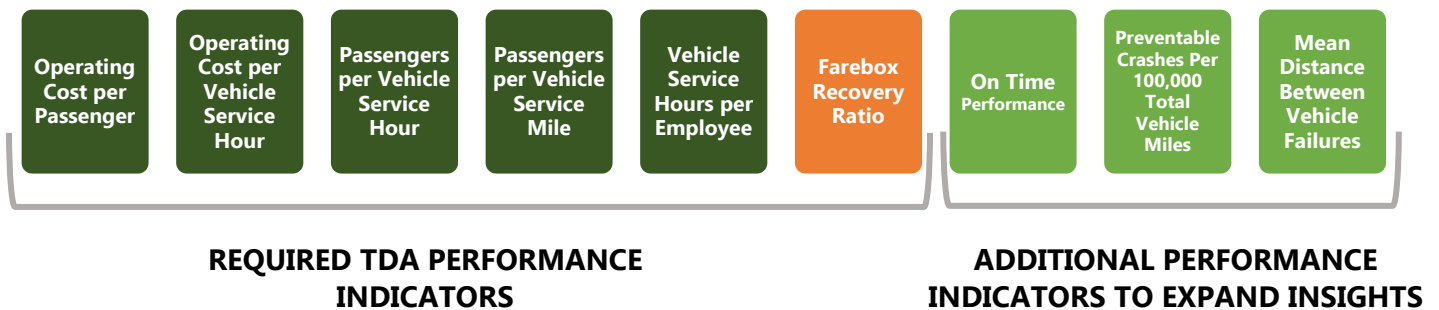 Operating
Cost per
Passenger
Operating
Cost per
Vehicle
Service
Hour
Passengers
per Vehicle
Service
Hour
Passengers
per Vehicle
Service
Mile
Vehicle
Service
Hours per
Employee
Farebox
Recovery
Ratio
On Time
Performance
Preventable
Crashes Per
100,000
Total
Vehicle
Miles
Mean
Distance
Between
Vehicle
Failures
REQUIRED TDA PERFORMANCE
INDICATORS
ADDITIONAL PERFORMANCE
INDICATORS TO EXPAND INSIGHTS